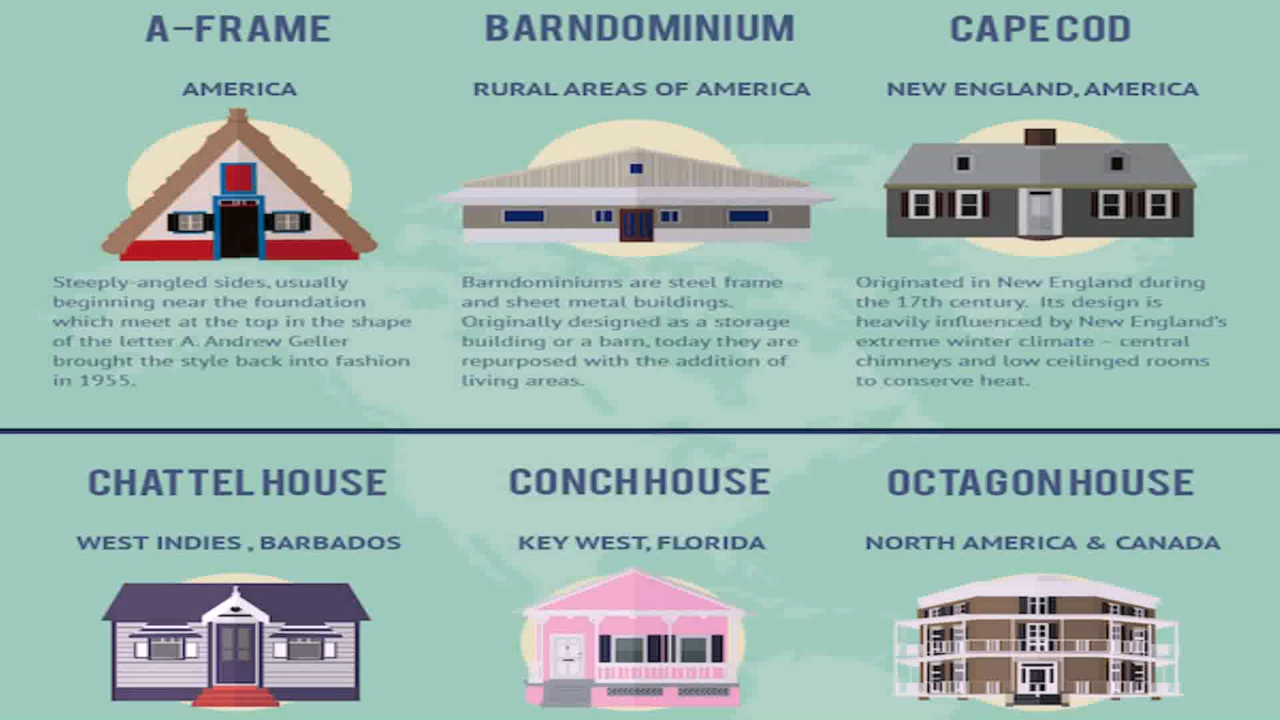 A-FRAME
AMERICA
Steeply-angled sides, usually
beginning near the foundation
which meet at the top in the shape
of the letter A. Andrew Geller
brought the style back into fashion
in 1955.
BARNDOMINIUM
RURAL AREAS OF AMERICA
Barndominiums are steel frame
and sheet metal buildings.
Originally designed as a storage
building or a barn, today they are
repurposed with the addition of
living areas.
CAPE COD
NEW ENGLAND, AMERICA
Originated in New England during
the 17th century. Its design is
heavily influenced by New England's
extreme winter climate – central
chimneys and low ceilinged rooms
to conserve heat.
CHATTEL HOUSE
WEST INDIES , BARBADOS
CONCH HOUSE
KEY WEST, FLORIDA
OCTAGON HOUSE
NORTH AMERICA & CANADA